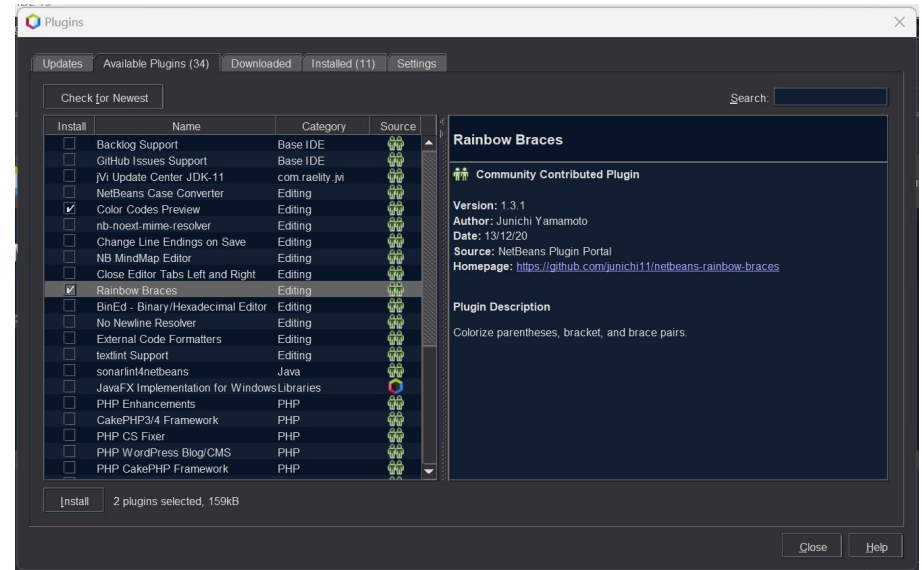 Plugins
Updates Available Plugins (34) Downloaded Installed (11) Settings
Check for Newest Search:
Install Name Category Source
Backlog Support Base IDE
GitHub Issues Support Base IDE
jVi Update Center JDK-11 com.raelity.jvi
NetBeans Case Converter Editing
Color Codes Preview Editing
nb-noext-mime-resolver Editing
Change Line Endings on Save Editing
NB MindMap Editor Editing
Close Editor Tabs Left and Right Editing
Rainbow Braces Editing
BinEd - Binary/Hexadecimal Editor Editing
No Newline Resolver Editing
External Code Formatters Editing
textlint Support Editing
sonarlint4netbeans Java
JavaFX Implementation for Windows Libraries
PHP Enhancements PHP
CakePHP3/4 Framework PHP
PHP CS Fixer PHP
PHP WordPress Blog/CMS PHP
PHP CakePHP Framework PHP
Rainbow Braces
Community Contributed Plugin
Version: 1.3.1
Author: Junichi Yamamoto
Date: 13/12/20
Source: NetBeans Plugin Portal
Homepage: https://github.com/junichi11/netbeans-rainbow-braces
Plugin Description
Colorize parentheses, bracket, and brace pairs.
Install 2 plugins selected, 159kB
Close Help